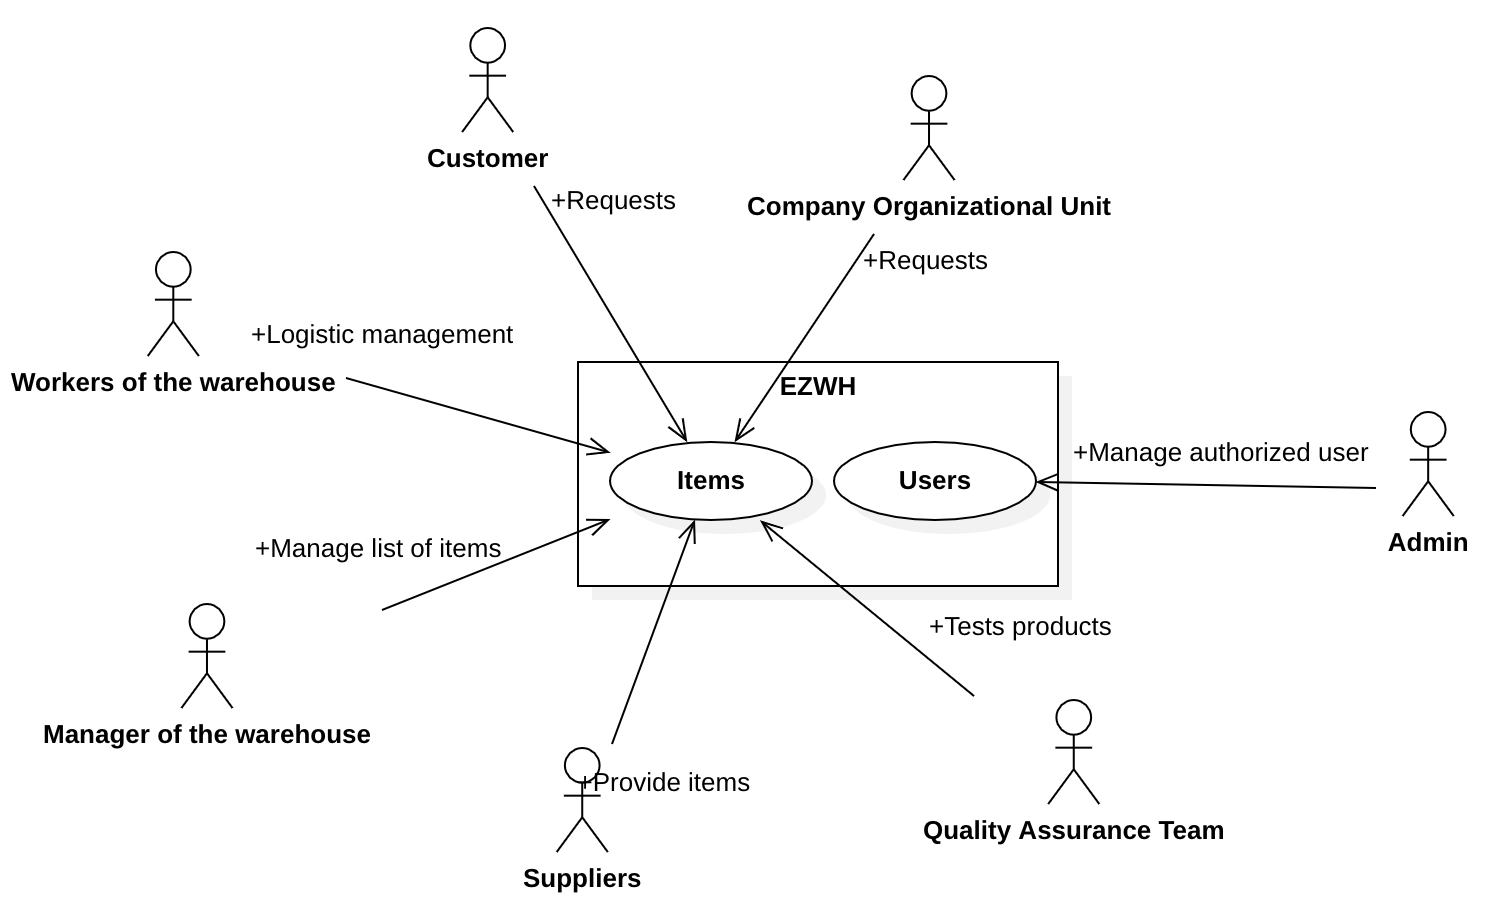 Customer
+Requests
Company Organizational Unit
+Requests
+Logistic management
Workers of the warehouse
EZWH
Items
Users
+Manage authorized user
Admin
+Manage list of items
Manager of the warehouse
+Tests products
+Provide items
Suppliers
Quality Assurance Team